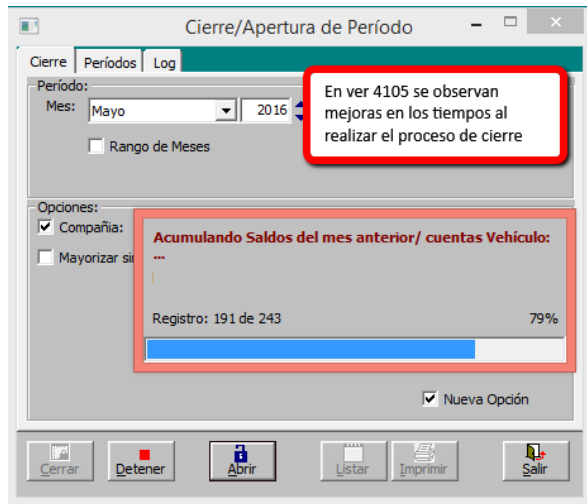 Cierre/Apertura de Período
Cierre Períodos Log
Período:
Mes: Mayo 2016
Rango de Meses
En ver 4105 se observan
mejoras en los tiempos al
realizar el proceso de cierre
Opciones:
Compañia:
Mayorizar
Acumulando Saldos del mes anterior/ cuentas Vehículo:
...
Registro: 191 de 243 79%
Nueva Opción
Cerrar Detener Abrir Listar Imprimir Salir